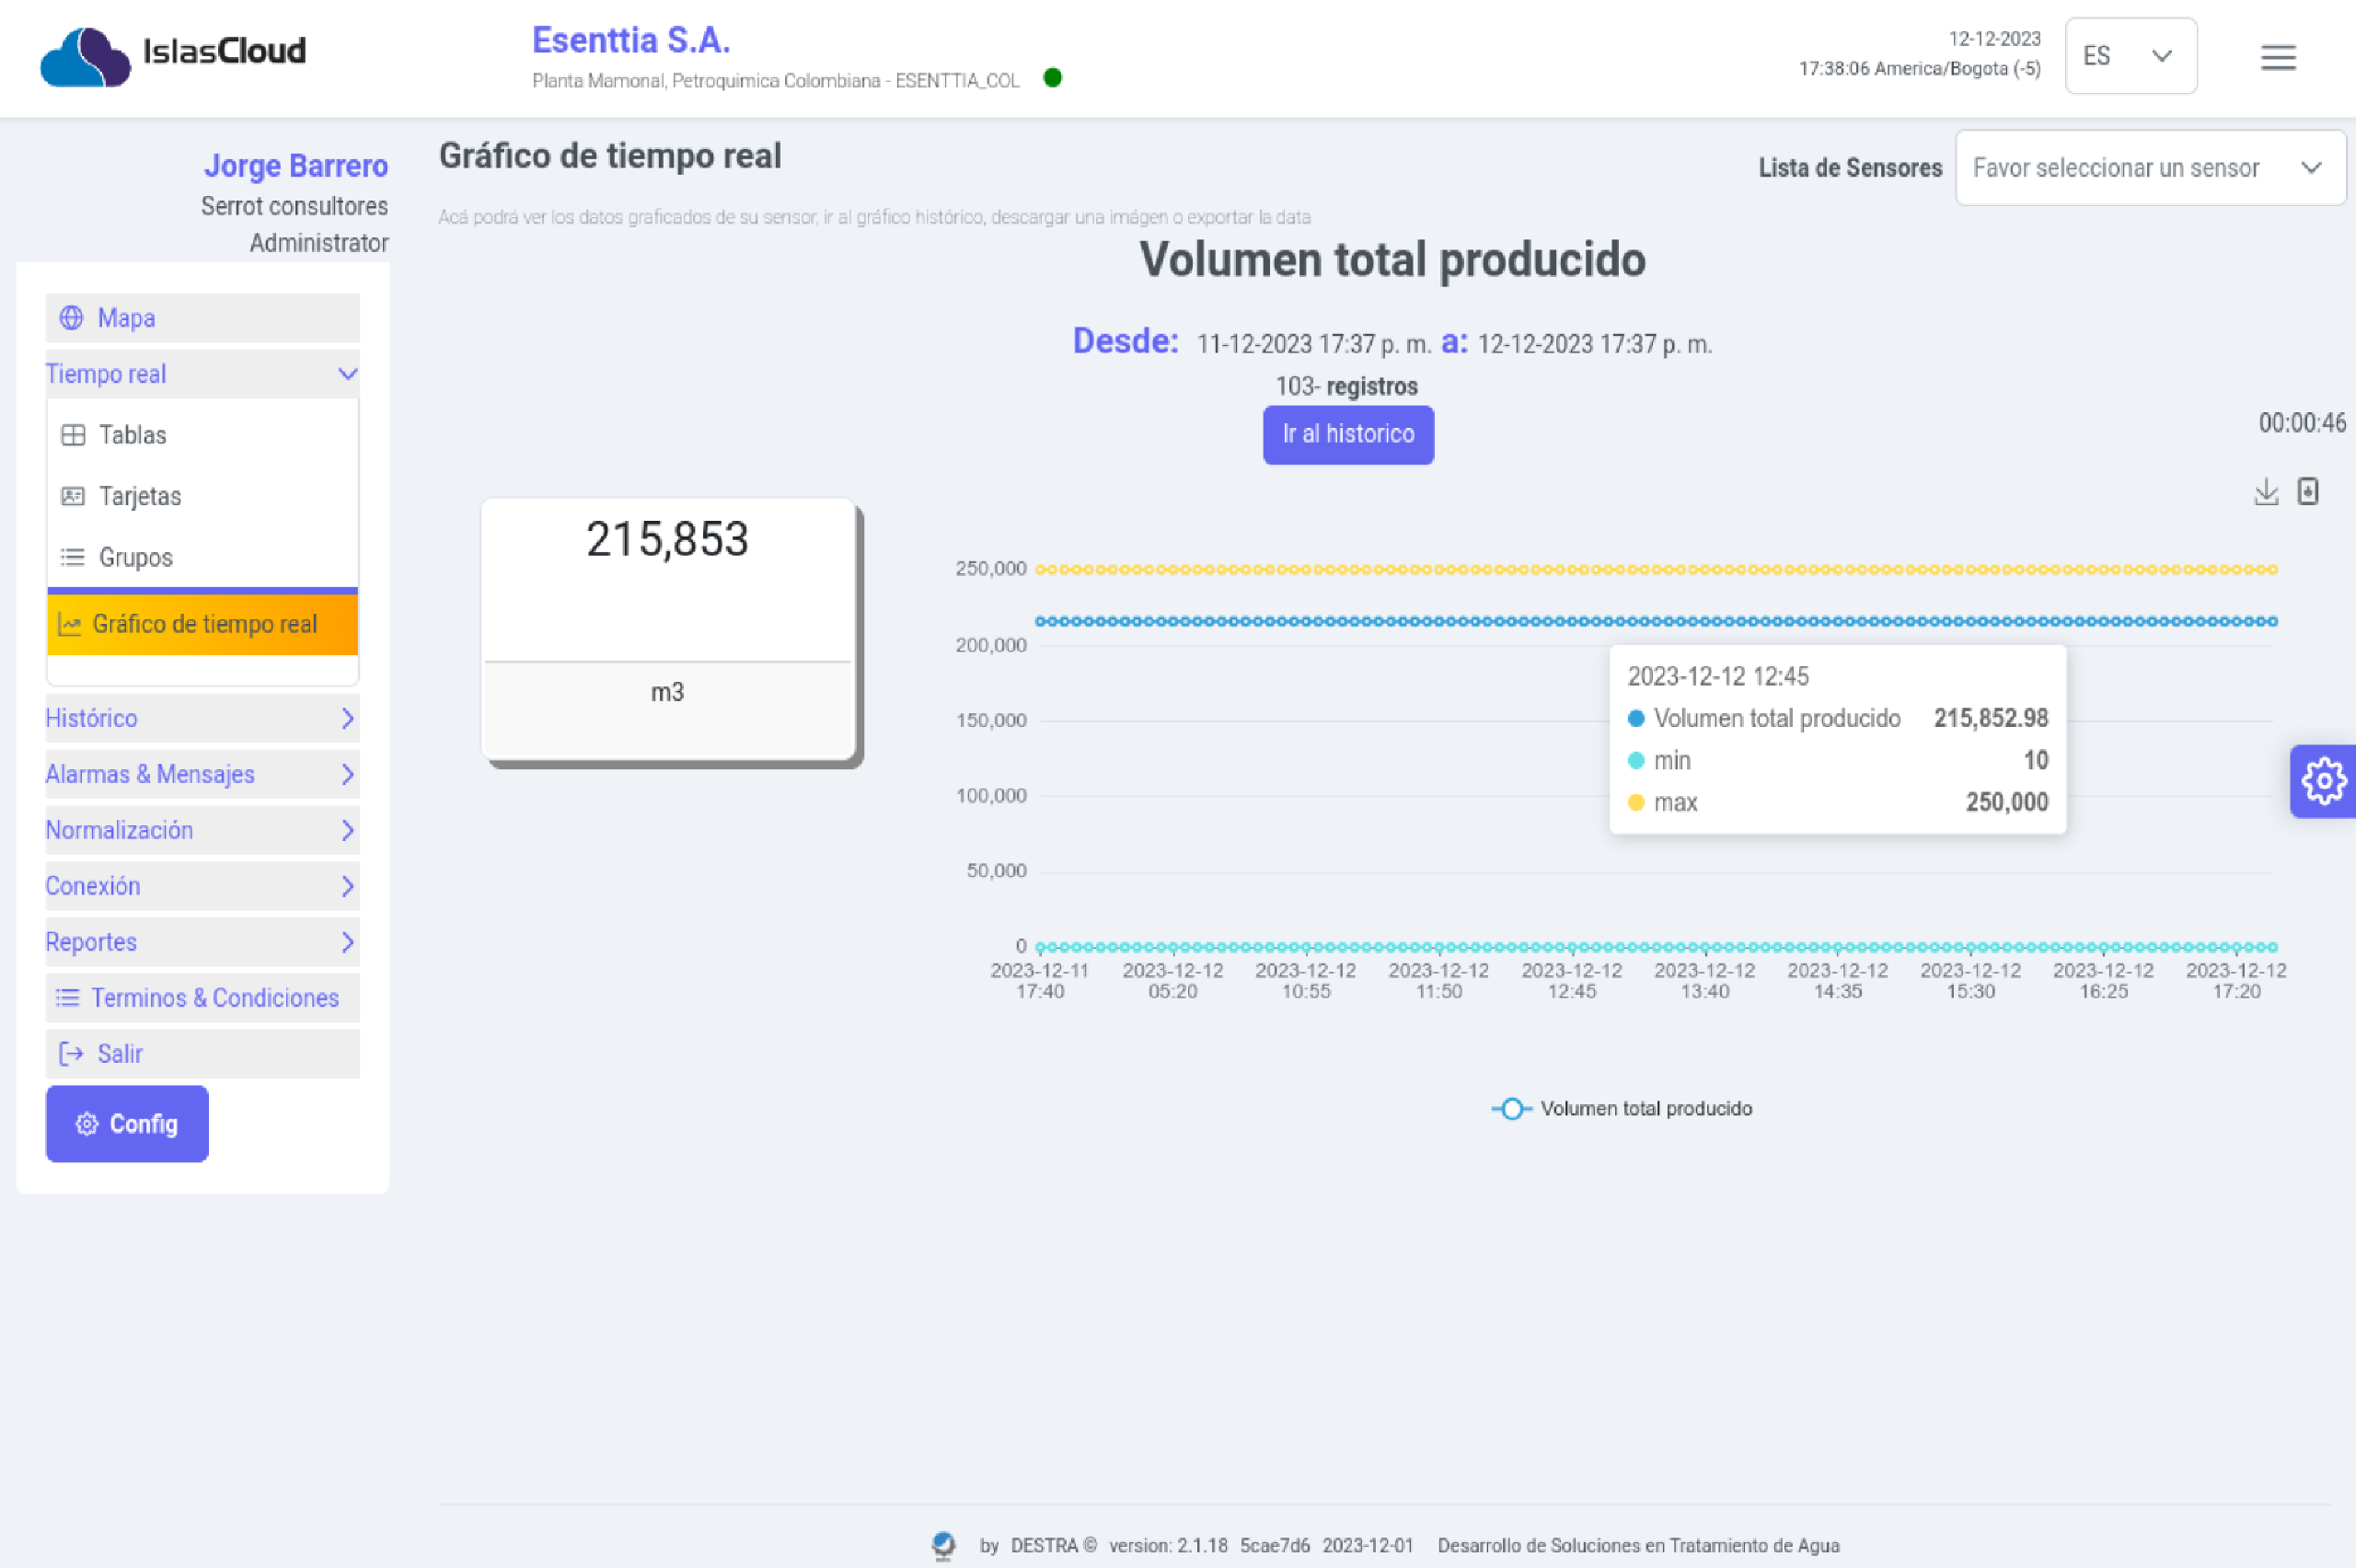 IslasCloud
Esenttia S.A.
Planta Mamonal, Petroquimica Colombiana - ESENTTIA_COL
12-12-2023
17:38:06 America/Bogota (-5)
ES
Jorge Barrero
Serrot consultores
Administrator
Mapa
Tiempo real
Tablas
Tarjetas
Grupos
Gráfico de tiempo real
Histórico
Alarmas & Mensajes
Normalización
Conexión
Reportes
Terminos & Condiciones
Salir
Config
Gráfico de tiempo real
Lista de Sensores Favor seleccionar un sensor
Acá podrá ver los datos graficados de su sensor, ir al gráfico histórico, descargar una imágen o exportar la data
Volumen total producido
Desde: 11-12-2023 17:37 p. m. a: 12-12-2023 17:37 p. m.
103- registros
Ir al historico
00:00:46
215,853
m3
250,000
200,000
150,000
100,000
50,000
0
2023-12-12 12:45
Volumen total producido 215,852.98
min 10
max 250,000
2023-12-11 2023-12-12 2023-12-12 2023-12-12 2023-12-12 2023-12-12 2023-12-12 2023-12-12 2023-12-12 2023-12-12
17:40 05:20 10:55 11:50 12:45 13:40 14:35 15:30 16:25 17:20
Volumen total producido
by DESTRA © version: 2.1.18 5cae7d6 2023-12-01 Desarrollo de Soluciones en Tratamiento de Agua